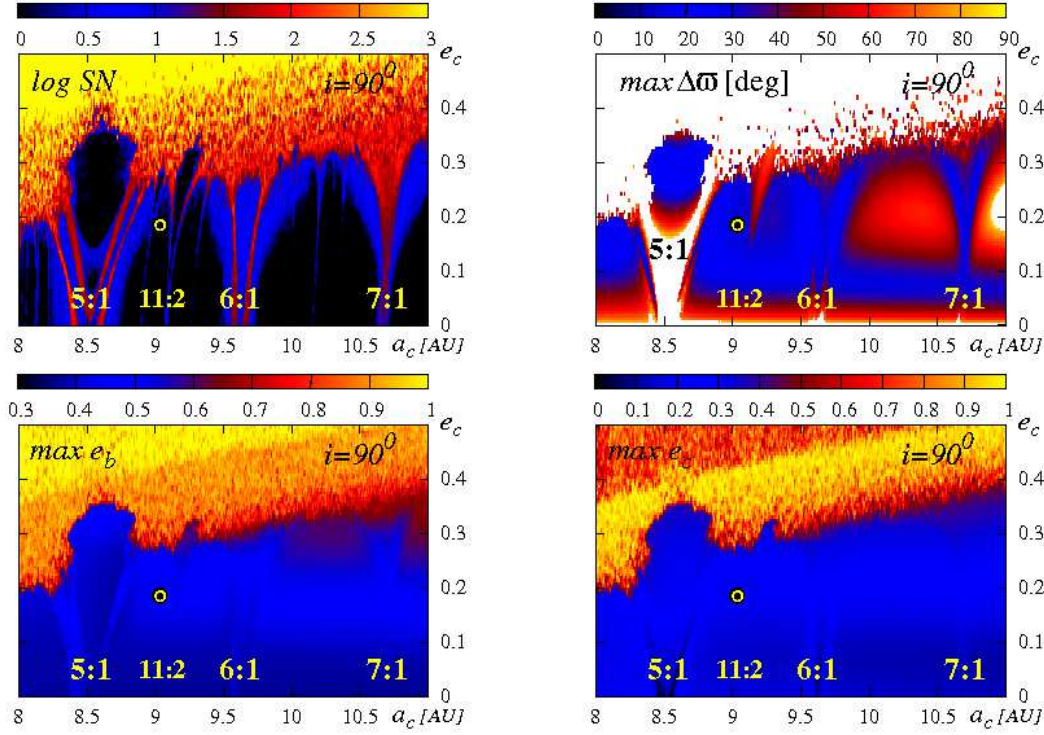 0 0.5 1 1.5 2 2.5 3
log SN i=90⁰ e_c
0.4
0.3
0.2
0.1
0
5:1 11:2 6:1 7:1
8 8.5 9 9.5 10 10.5 a_c [AU]
0 10 20 30 40 50 60 70 80 90
max Δϖ [deg] i=90⁰ e_c
0.4
0.3
0.2
0.1
0
5:1 11:2 6:1 7:1
8 8.5 9 9.5 10 10.5 a_c [AU]
0.3 0.4 0.5 0.6 0.7 0.8 0.9 1
max e_b i=90⁰ e_c
0.4
0.3
0.2
0.1
0
5:1 11:2 6:1 7:1
8 8.5 9 9.5 10 10.5 a_c [AU]
0 0.1 0.2 0.3 0.4 0.5 0.6 0.7 0.8 0.9 1
max e_c i=90⁰ e_c
0.4
0.3
0.2
0.1
0
5:1 11:2 6:1 7:1
8 8.5 9 9.5 10 10.5 a_c [AU]